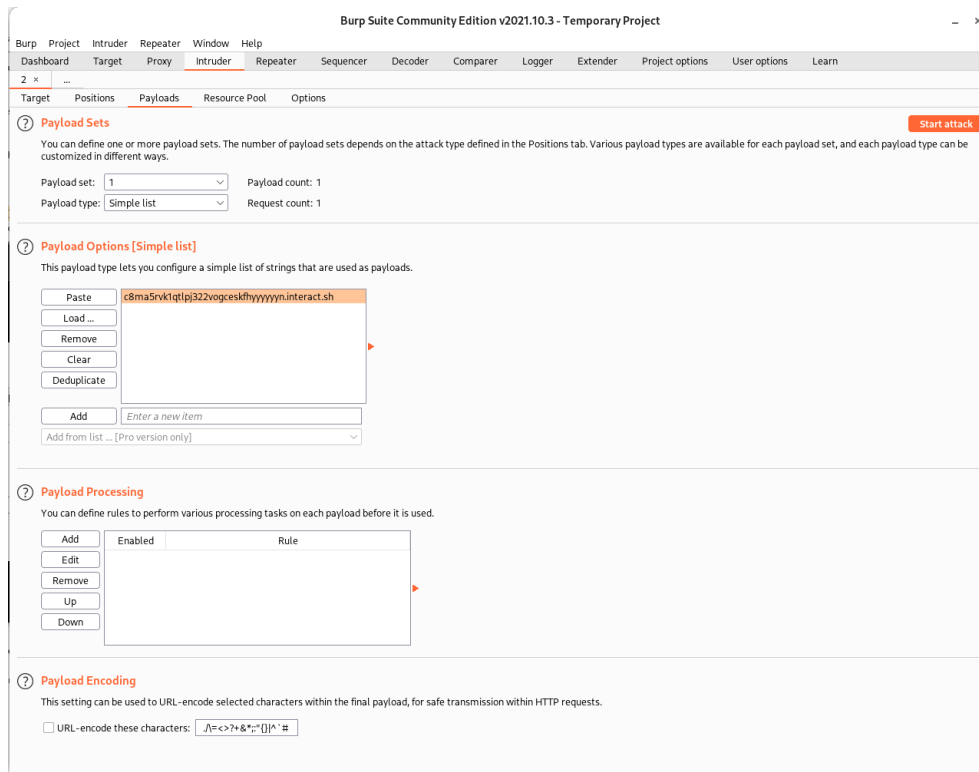 Burp Suite Community Edition v2021.10.3 - Temporary Project
Burp Project Intruder Repeater Window Help
Dashboard Target Proxy Intruder Repeater Sequencer Decoder Comparer Logger Extender Project options User options Learn
2 × ...
Target Positions Payloads Resource Pool Options
? Payload Sets Start attack
You can define one or more payload sets. The number of payload sets depends on the attack type defined in the Positions tab. Various payload types are available for each payload set, and each payload type can be
customized in different ways.
Payload set: 1 Payload count: 1
Payload type: Simple list Request count: 1
? Payload Options [Simple list]
This payload type lets you configure a simple list of strings that are used as payloads.
Paste c8ma5rvk1qtlpj322vogceskfhyyyyyyn.interact.sh
Load ...
Remove
Clear
Deduplicate
Add Enter a new item
Add from list ... [Pro version only]
? Payload Processing
You can define rules to perform various processing tasks on each payload before it is used.
Add Enabled Rule
Edit
Remove
Up
Down
? Payload Encoding
This setting can be used to URL-encode selected characters within the final payload, for safe transmission within HTTP requests.
URL-encode these characters: ./\=<>?+&*;:"{}|^`#